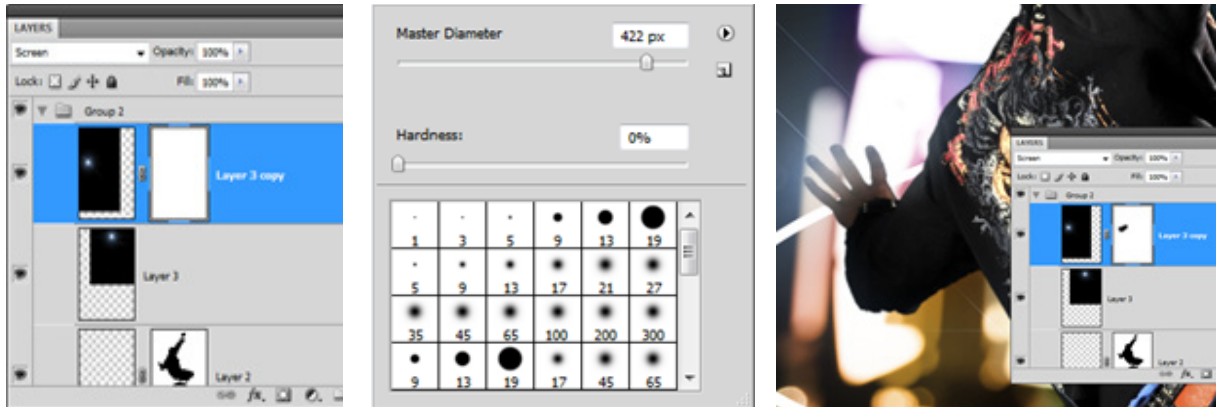 LAYERS
Screen Opacity: 100%
Lock: Fill: 100%
Group 2
Layer 3 copy
Layer 3
Layer 2
fx.
Master Diameter 422 px
Hardness: 0%
1 3 5 9 13 19
5 9 13 17 21 27
35 45 65 100 200 300
9 13 19 17 45 65
LAYERS
Screen Opacity: 100%
Lock: Fill: 100%
Group 2
Layer 3 copy
Layer 3
Layer 2
fx.